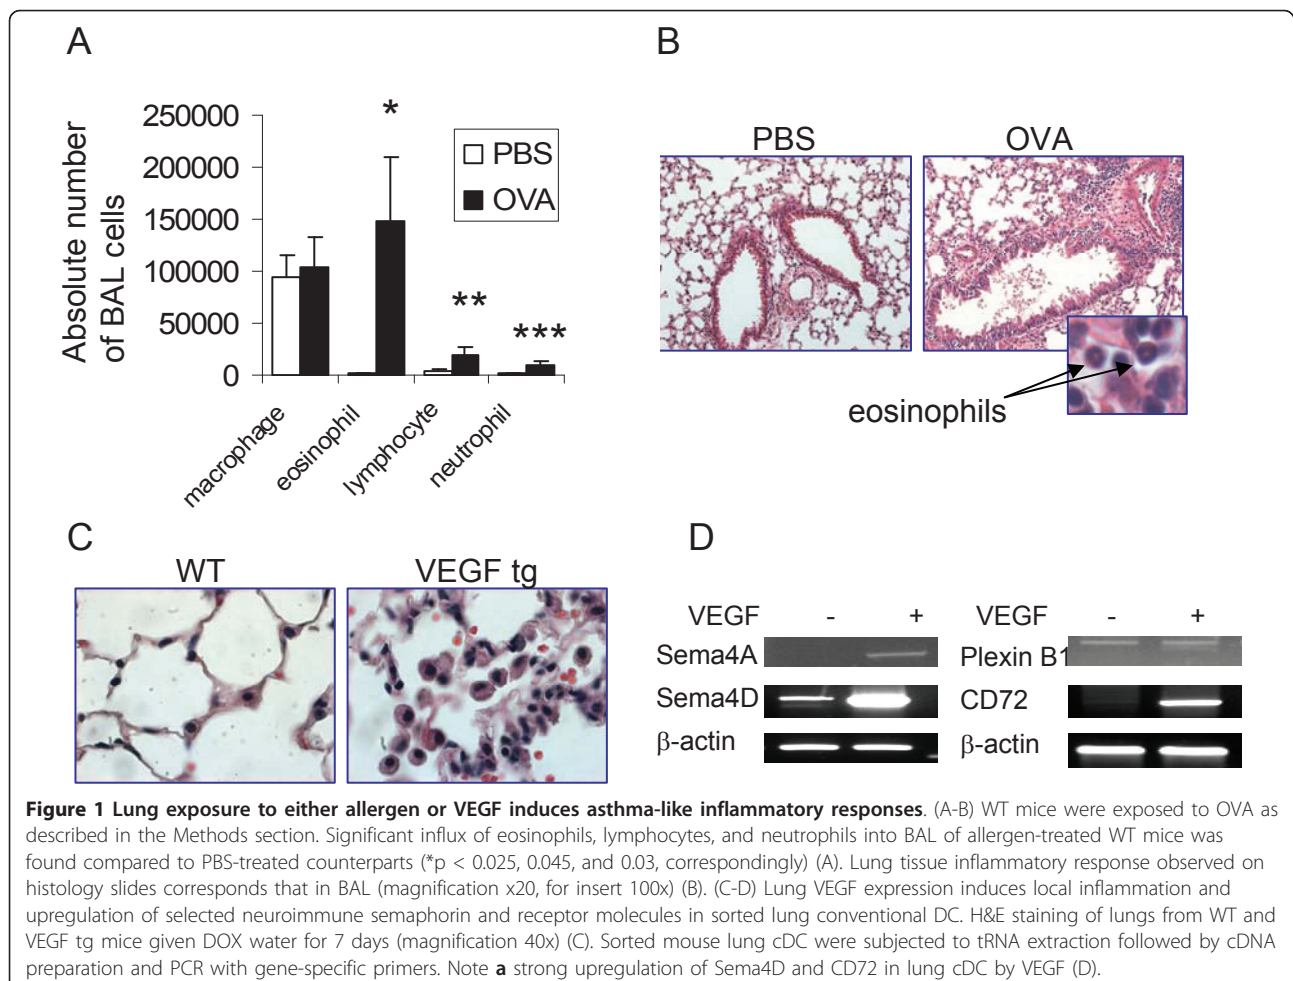 A
Absolute number
of BAL cells
250000
200000
150000
100000
50000
0
PBS
OVA
*
**
***
macrophage
eosinophil
lymphocyte
neutrophil
B
PBS
OVA
eosinophils
C
WT
VEGF tg
D
VEGF - +
Sema4A
Sema4D
β-actin
VEGF - +
Plexin B1
CD72
β-actin
Figure 1 Lung exposure to either allergen or VEGF induces asthma-like inflammatory responses. (A-B) WT mice were exposed to OVA as
described in the Methods section. Significant influx of eosinophils, lymphocytes, and neutrophils into BAL of allergen-treated WT mice was
found compared to PBS-treated counterparts (*p < 0.025, 0.045, and 0.03, correspondingly) (A). Lung tissue inflammatory response observed on
histology slides corresponds that in BAL (magnification x20, for insert 100x) (B). (C-D) Lung VEGF expression induces local inflammation and
upregulation of selected neuroimmune semaphorin and receptor molecules in sorted lung conventional DC. H&E staining of lungs from WT and
VEGF tg mice given DOX water for 7 days (magnification 40x) (C). Sorted mouse lung cDC were subjected to tRNA extraction followed by cDNA
preparation and PCR with gene-specific primers. Note a strong upregulation of Sema4D and CD72 in lung cDC by VEGF (D).